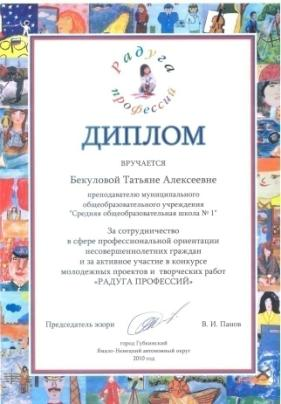 Радуга
профессий
ДИПЛОМ
ВРУЧАЕТСЯ
Бекуловой Татьяне Алексеевне
преподавателю муниципального
общеобразовательного учреждения
"Средняя общеобразовательная школа № 1"
За сотрудничество
в сфере профессиональной ориентации
несовершеннолетних граждан
и за активное участие в конкурсе
молодежных проектов и творческих работ
«РАДУГА ПРОФЕССИЙ»
Председатель жюри В. И. Панов
город Губкинский
Ямало-Ненецкий автономный округ
2010 год